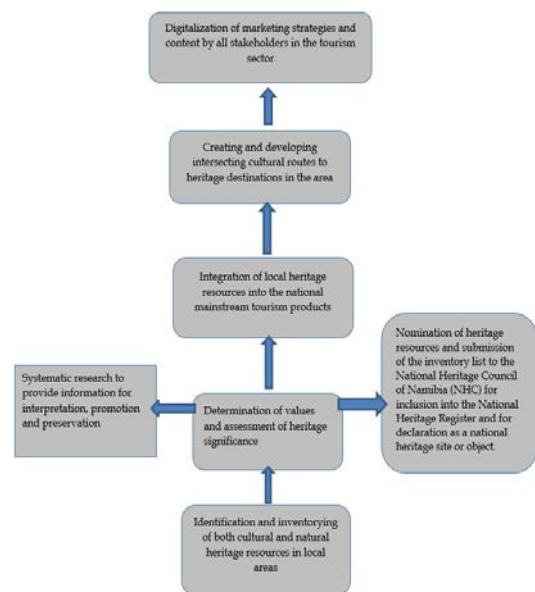 Digitalization of marketing strategies and
content by all stakeholders in the tourism
sector
Creating and developing
intersecting cultural routes to
heritage destinations in the area
Integration of local heritage
resources into the national
mainstream tourism products
Nomination of heritage
resources and submission
of the inventory list to the
National Heritage Council
of Namibia (NHC) for
inclusion into the National
Heritage Register and for
declaration as a national
heritage site or object.
Systematic research to
provide information for
interpretation, promotion
and preservation
Determination of values
and assessment of heritage
significance
Identification and inventorying
of both cultural and natural
heritage resources in local
areas